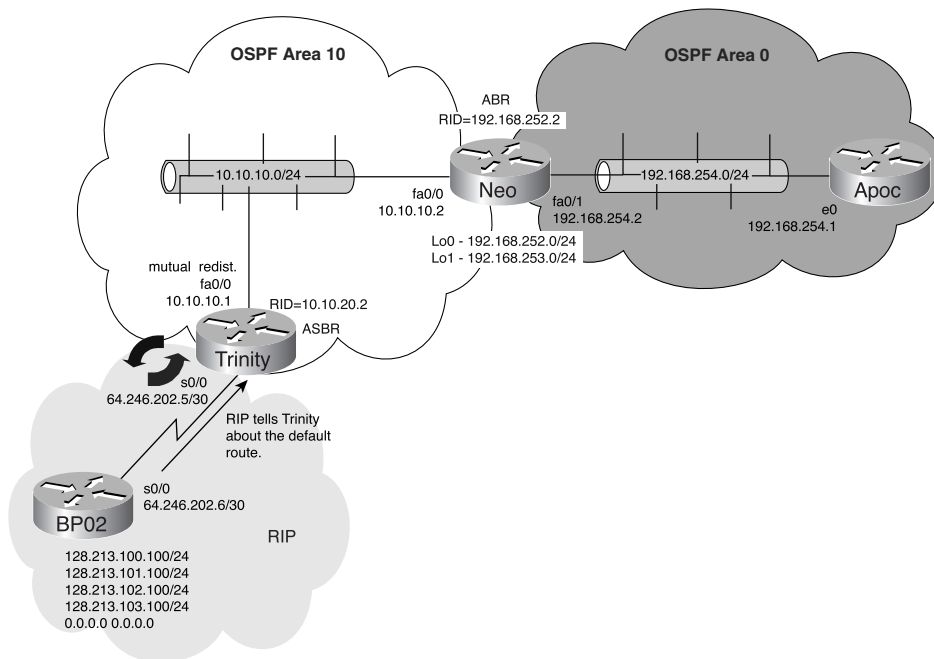 OSPF Area 10
OSPF Area 0
ABR
RID=192.168.252.2
10.10.10.0/24
Neo
192.168.254.0/24
Apoc
fa0/0
10.10.10.2
fa0/1
192.168.254.2
e0
192.168.254.1
Lo0 - 192.168.252.0/24
Lo1 - 192.168.253.0/24
mutual redist.
fa0/0
10.10.10.1
RID=10.10.20.2
ASBR
Trinity
s0/0
64.246.202.5/30
RIP tells Trinity
about the default
route.
s0/0
64.246.202.6/30
BP02
RIP
128.213.100.100/24
128.213.101.100/24
128.213.102.100/24
128.213.103.100/24
0.0.0.0 0.0.0.0